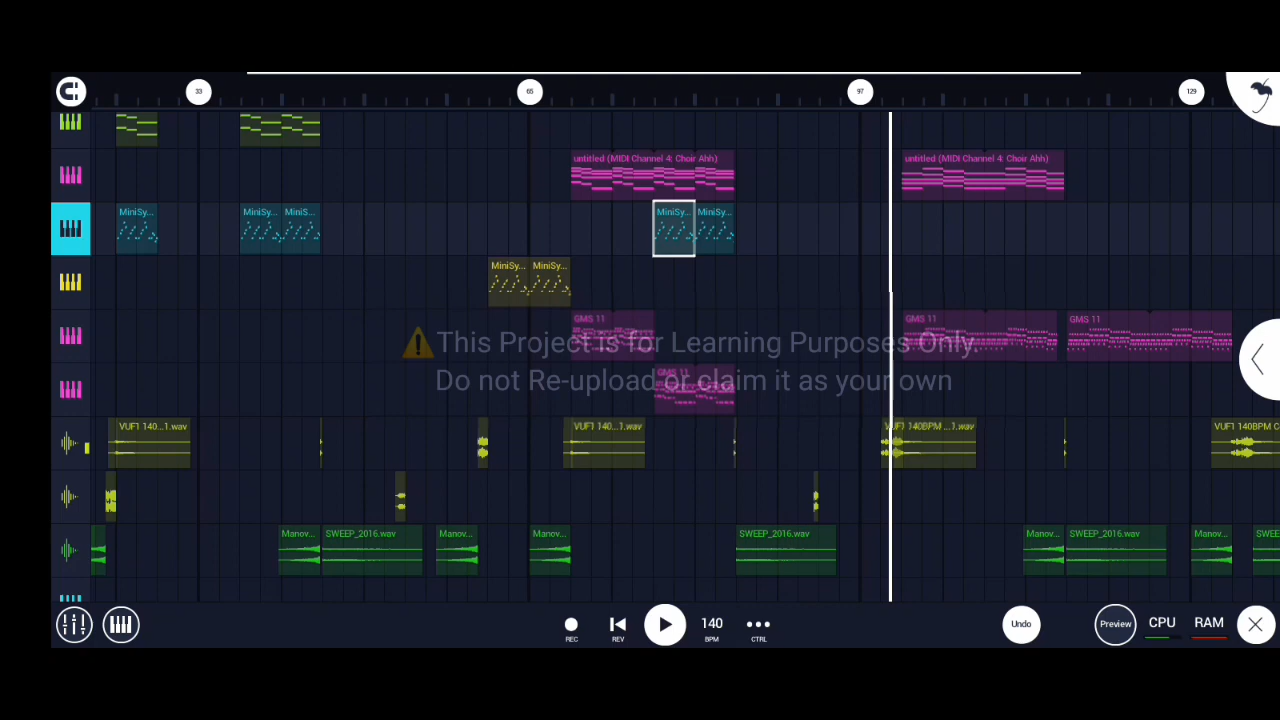 33
65
97
129
untitled (MIDI Channel 4: Choir Ahh)
untitled (MIDI Channel 4: Choir Ahh)
MiniSy...
MiniSy...
MiniS...
MiniSy...
MiniSy...
MiniSy...
MiniSy...
GMS 11
GMS 11
GMS 11
This Project is for Learning Purposes Only.
GMS 11
Do not Re-upload or claim it as your own
VUF1 140...1.wav
VUF1 140...1.wav
VUF1 140BPM ...1.wav
VUF1 140BPM C
Manov...
SWEEP_2016.wav
Manov...
Manov...
SWEEP_2016.wav
Manov...
SWEEP_2016.wav
Manov...
SWEE
REC
REV
140
BPM
CTRL
Undo
Preview
CPU
RAM